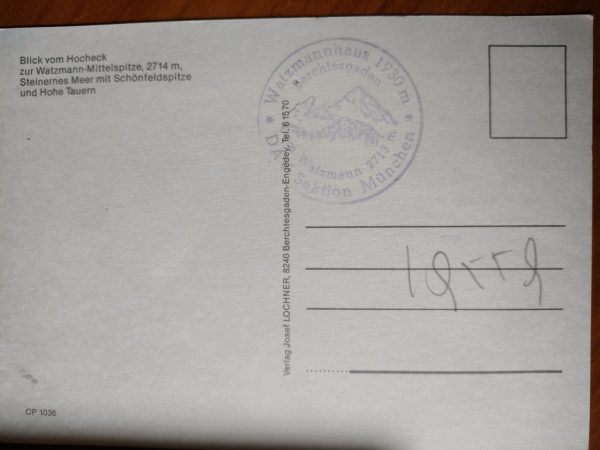 Blick vom Hocheck
zur Watzmann-Mittelspitze, 2714 m,
Steinernes Meer mit Schönfeldspitze
und Hohe Tauern
Watzmannhaus 1930 m
Berchtesgaden
Watzmann 2713 m
DAV Sektion München
Verlag Josef LOCHNER, 8240 Berchtesgaden-Engedey, Tel. 61570
CP 1036